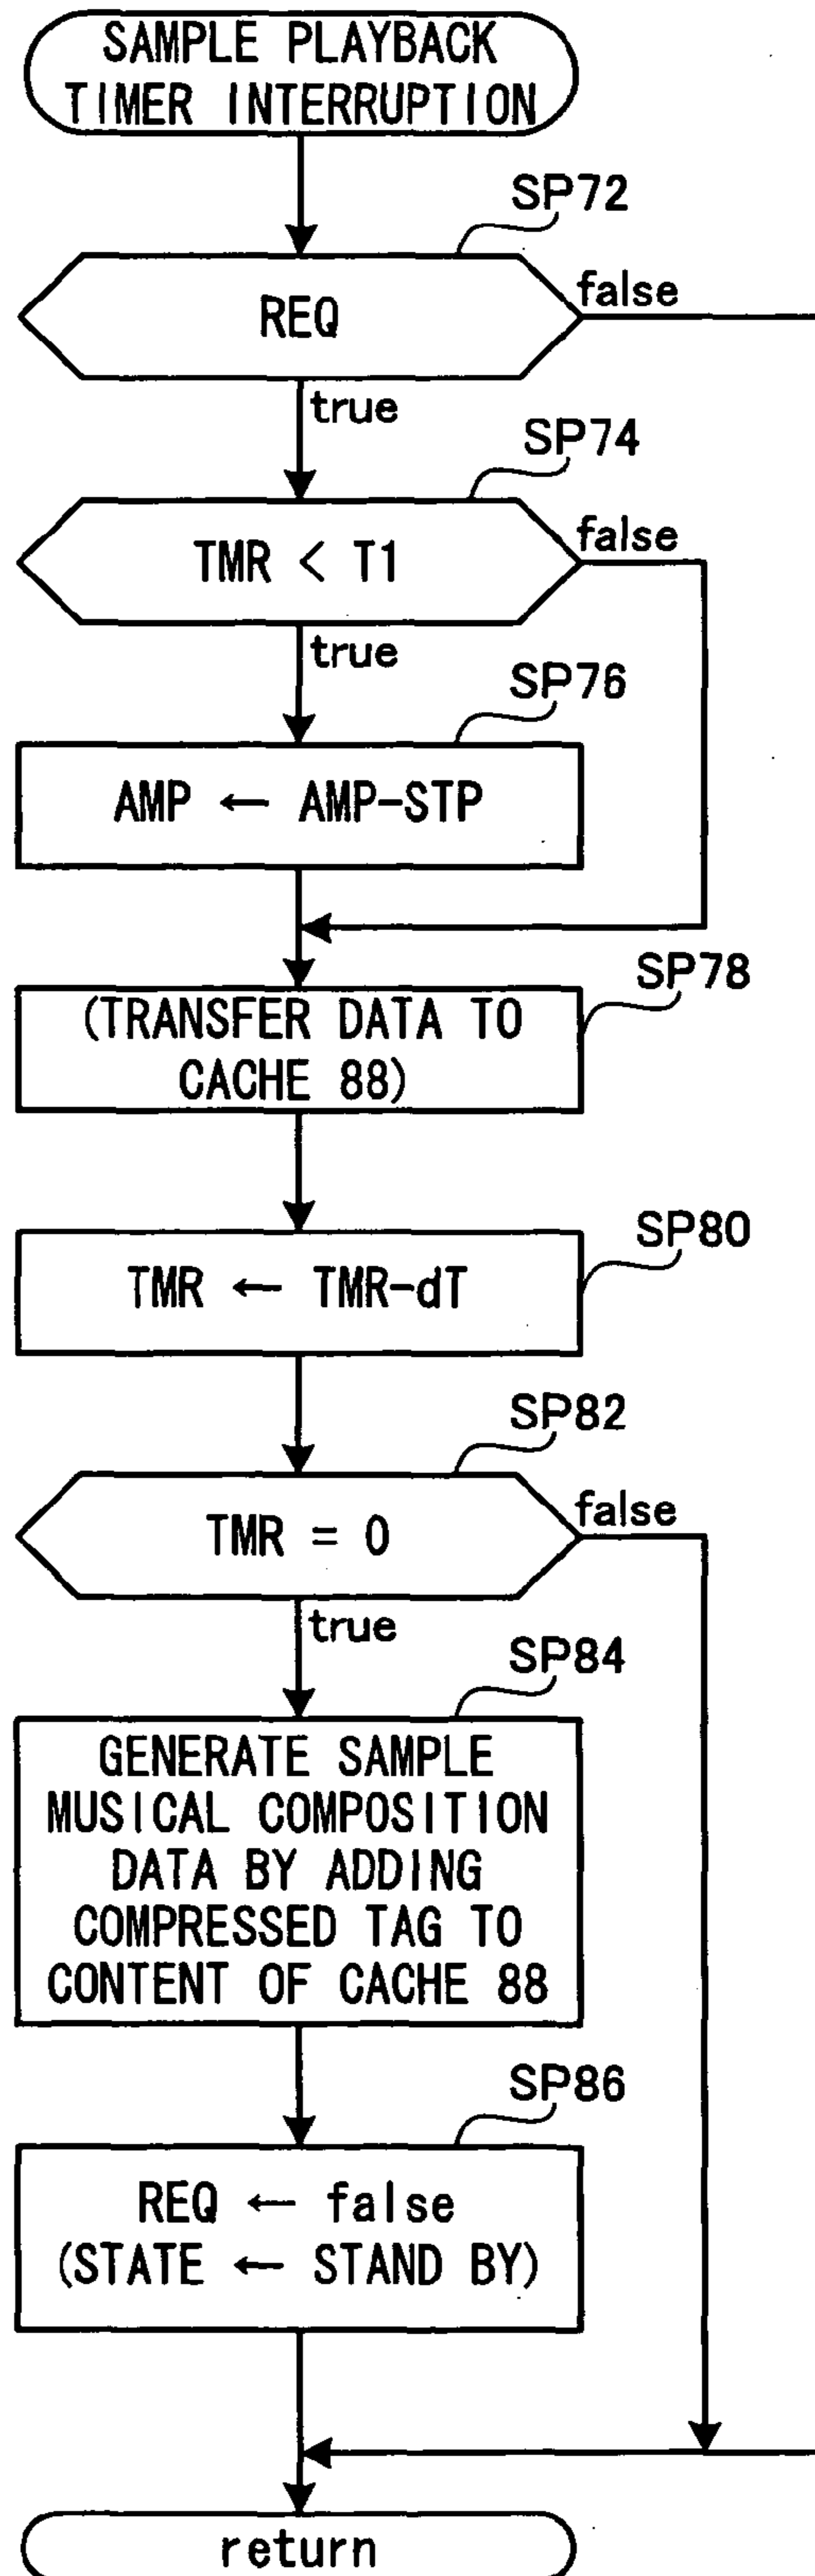 SAMPLE PLAYBACK
TIMER INTERRUPTION
SP72
REQ
false
true
SP74
TMR < T1
false
true
SP76
AMP ← AMP-STP
SP78
(TRANSFER DATA TO
CACHE 88)
SP80
TMR ← TMR-dT
SP82
TMR = 0
false
true
SP84
GENERATE SAMPLE
MUSICAL COMPOSITION
DATA BY ADDING
COMPRESSED TAG TO
CONTENT OF CACHE 88
SP86
REQ ← false
(STATE ← STAND BY)
return